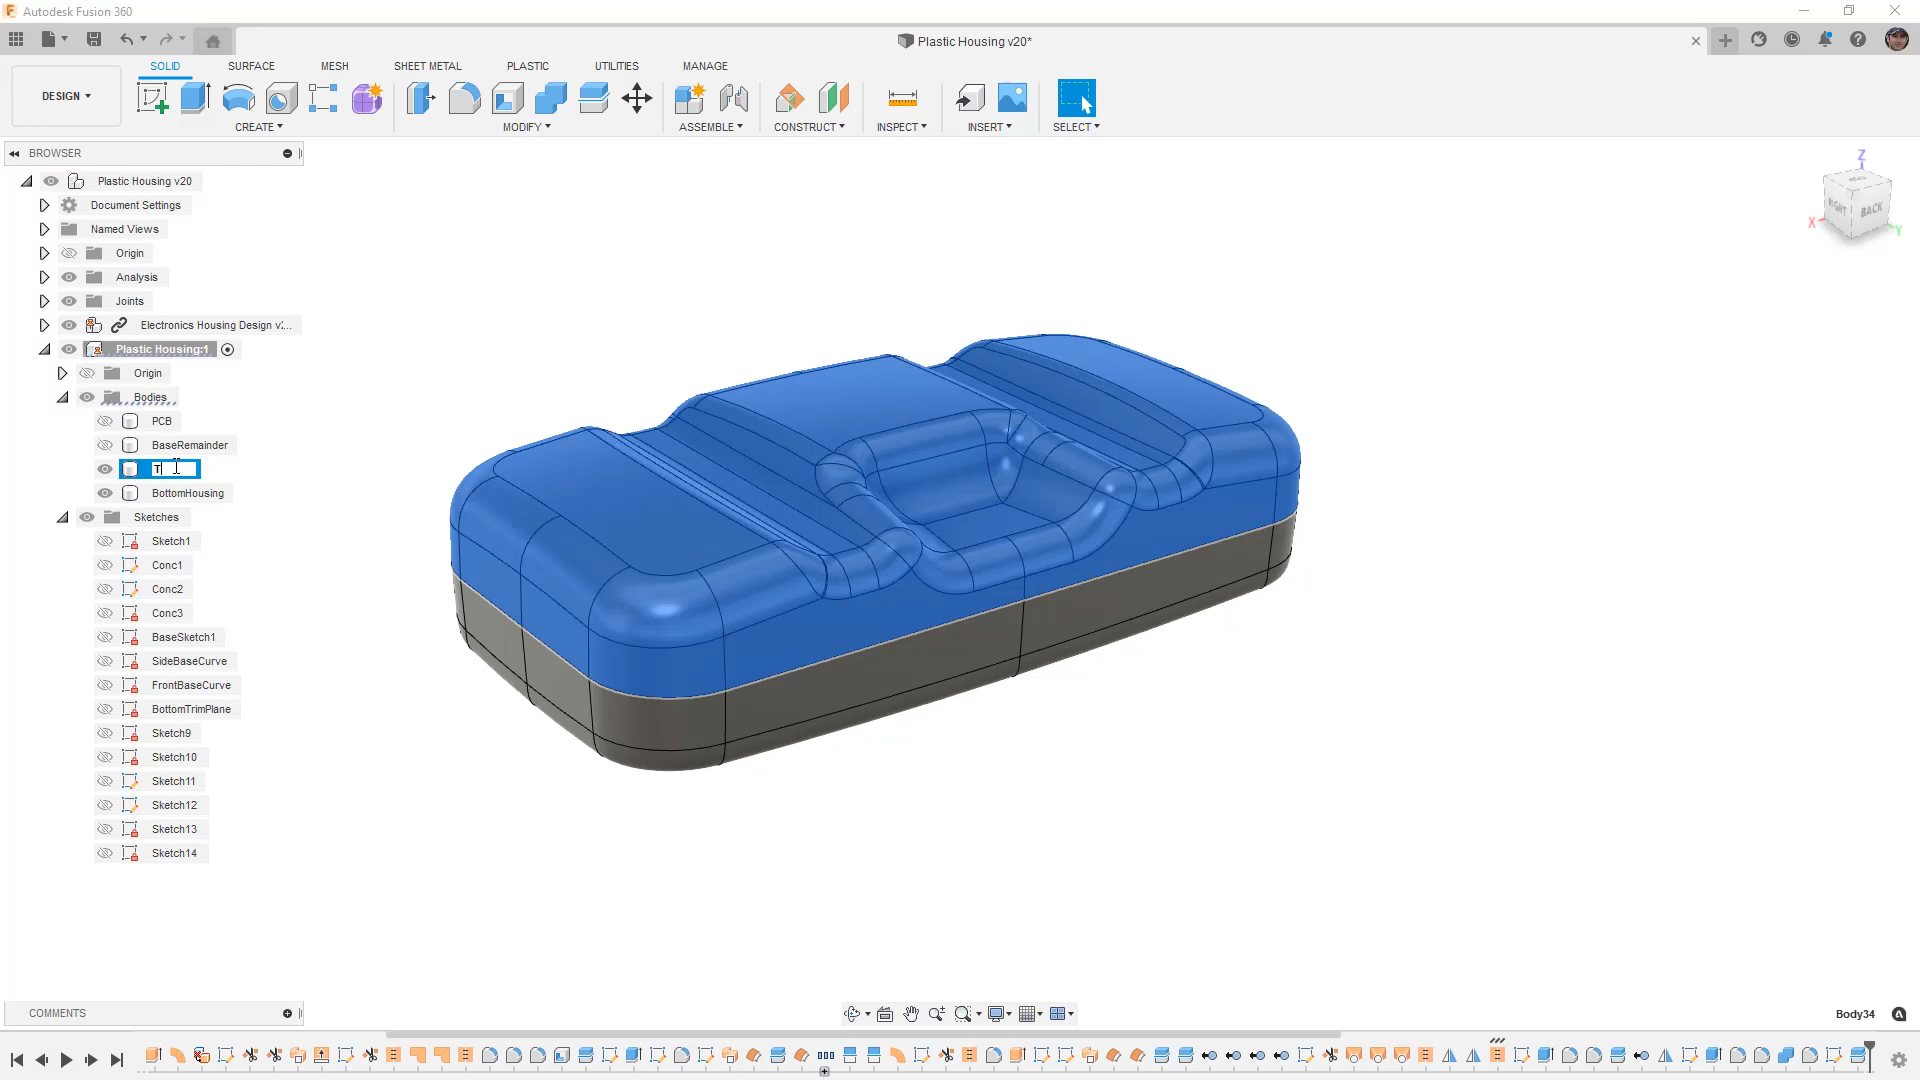 Autodesk Fusion 360
Plastic Housing v20*
DESIGN
SOLID SURFACE MESH SHEET METAL PLASTIC UTILITIES MANAGE
CREATE MODIFY ASSEMBLE CONSTRUCT INSPECT INSERT SELECT
BROWSER
Plastic Housing v20
Document Settings
Named Views
Origin
Analysis
Joints
Electronics Housing Design v2...
Plastic Housing:1
Origin
Bodies
PCB
BaseRemainder
T
BottomHousing
Sketches
Sketch1
Conc1
Conc2
Conc3
BaseSketch1
SideBaseCurve
FrontBaseCurve
BottomTrimPlane
Sketch9
Sketch10
Sketch11
Sketch12
Sketch13
Sketch14
Z
RIGHT BACK
X Y
COMMENTS
Body34